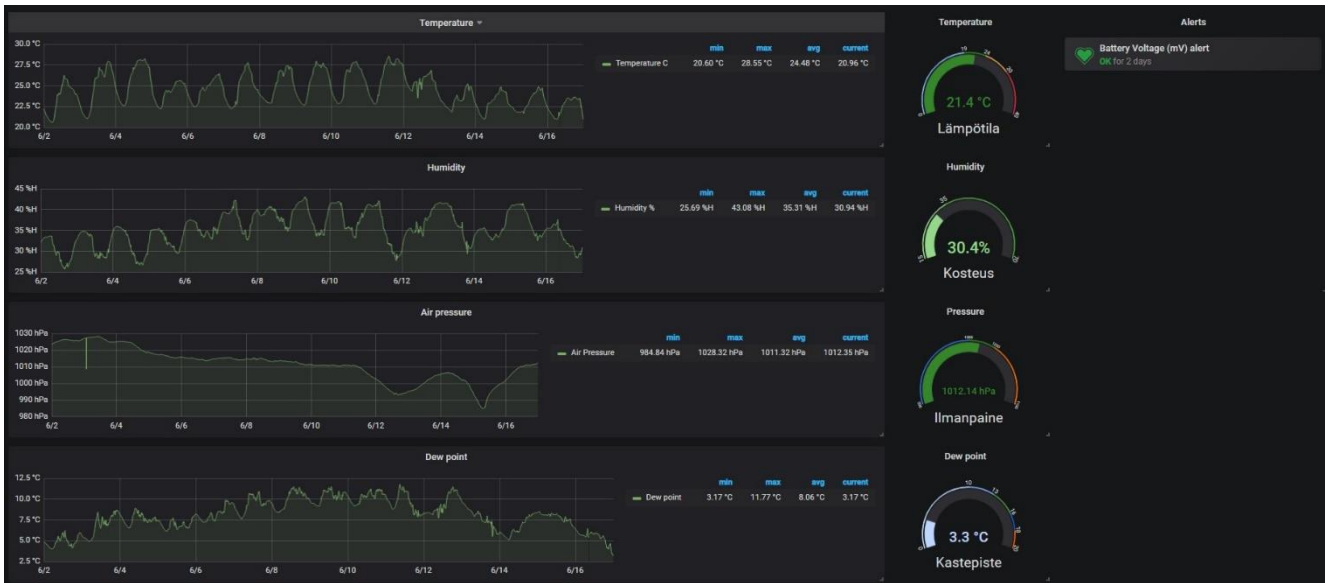 Temperature
30.0 °C
27.5 °C
25.0 °C
22.5 °C
20.0 °C
6/2 6/4 6/6 6/8 6/10 6/12 6/14 6/16
min max avg current
Temperature C 20.60 °C 28.55 °C 24.48 °C 20.96 °C
Humidity
45 %H
40 %H
35 %H
30 %H
25 %H
6/2 6/4 6/6 6/8 6/10 6/12 6/14 6/16
min max avg current
Humidity % 25.69 %H 43.08 %H 35.31 %H 30.94 %H
Air pressure
1030 hPa
1020 hPa
1010 hPa
1000 hPa
990 hPa
980 hPa
6/2 6/4 6/6 6/8 6/10 6/12 6/14 6/16
min max avg current
Air Pressure 984.84 hPa 1028.32 hPa 1011.32 hPa 1012.35 hPa
Dew point
12.5 °C
10.0 °C
7.5 °C
5.0 °C
2.5 °C
6/2 6/4 6/6 6/8 6/10 6/12 6/14 6/16
min max avg current
Dew point 3.17 °C 11.77 °C 8.06 °C 3.17 °C
Temperature
21.4 °C
Lämpötila
Humidity
30.4%
Kosteus
Pressure
1012.14 hPa
Ilmanpaine
Dew point
10
3.3 °C
Kastepiste
Alerts
Battery Voltage (mV) alert
OK for 2 days